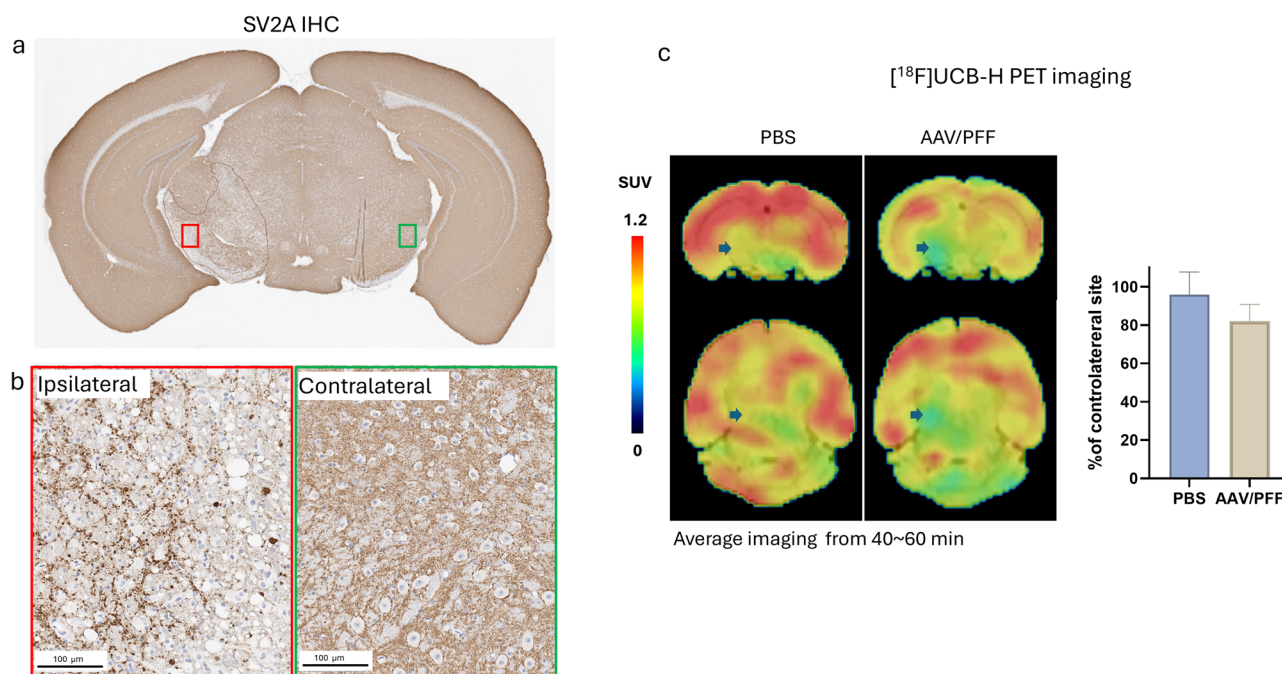 SV2A IHC
a
b
Ipsilateral
Contralateral
100 µm
100 µm
c
[¹⁸F]UCB-H PET imaging
PBS
AAV/PFF
SUV
1.2
0
Average imaging from 40~60 min
%of controlatereral site
100
80
60
40
20
0
PBS
AAV/PFF